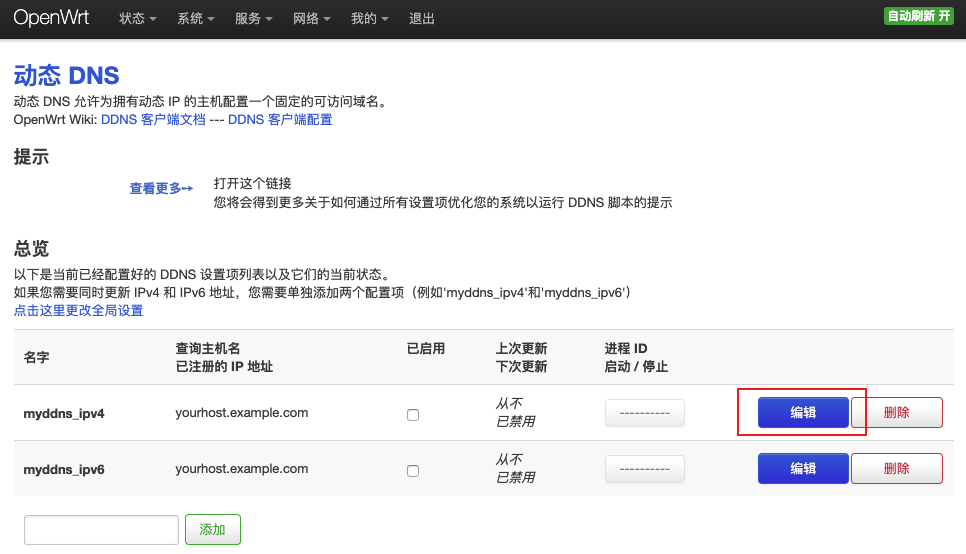 OpenWrt 状态 系统 服务 网络 我的 退出 自动刷新 开
动态 DNS
动态 DNS 允许为拥有动态 IP 的主机配置一个固定的可访问域名。
OpenWrt Wiki: DDNS 客户端文档 --- DDNS 客户端配置
提示
查看更多➙ 打开这个链接
您将会得到更多关于如何通过所有设置项优化您的系统以运行 DDNS 脚本的提示
总览
以下是当前已经配置好的 DDNS 设置项列表以及它们的当前状态。
如果您需要同时更新 IPv4 和 IPv6 地址，您需要单独添加两个配置项（例如'myddns_ipv4'和'myddns_ipv6'）
点击这里更改全局设置
名字 查询主机名 已启用 上次更新 进程 ID
已注册的 IP 地址 下次更新 启动 / 停止
myddns_ipv4 yourhost.example.com 从不 ---------- 编辑 删除
已禁用
myddns_ipv6 yourhost.example.com 从不 ---------- 编辑 删除
已禁用
添加